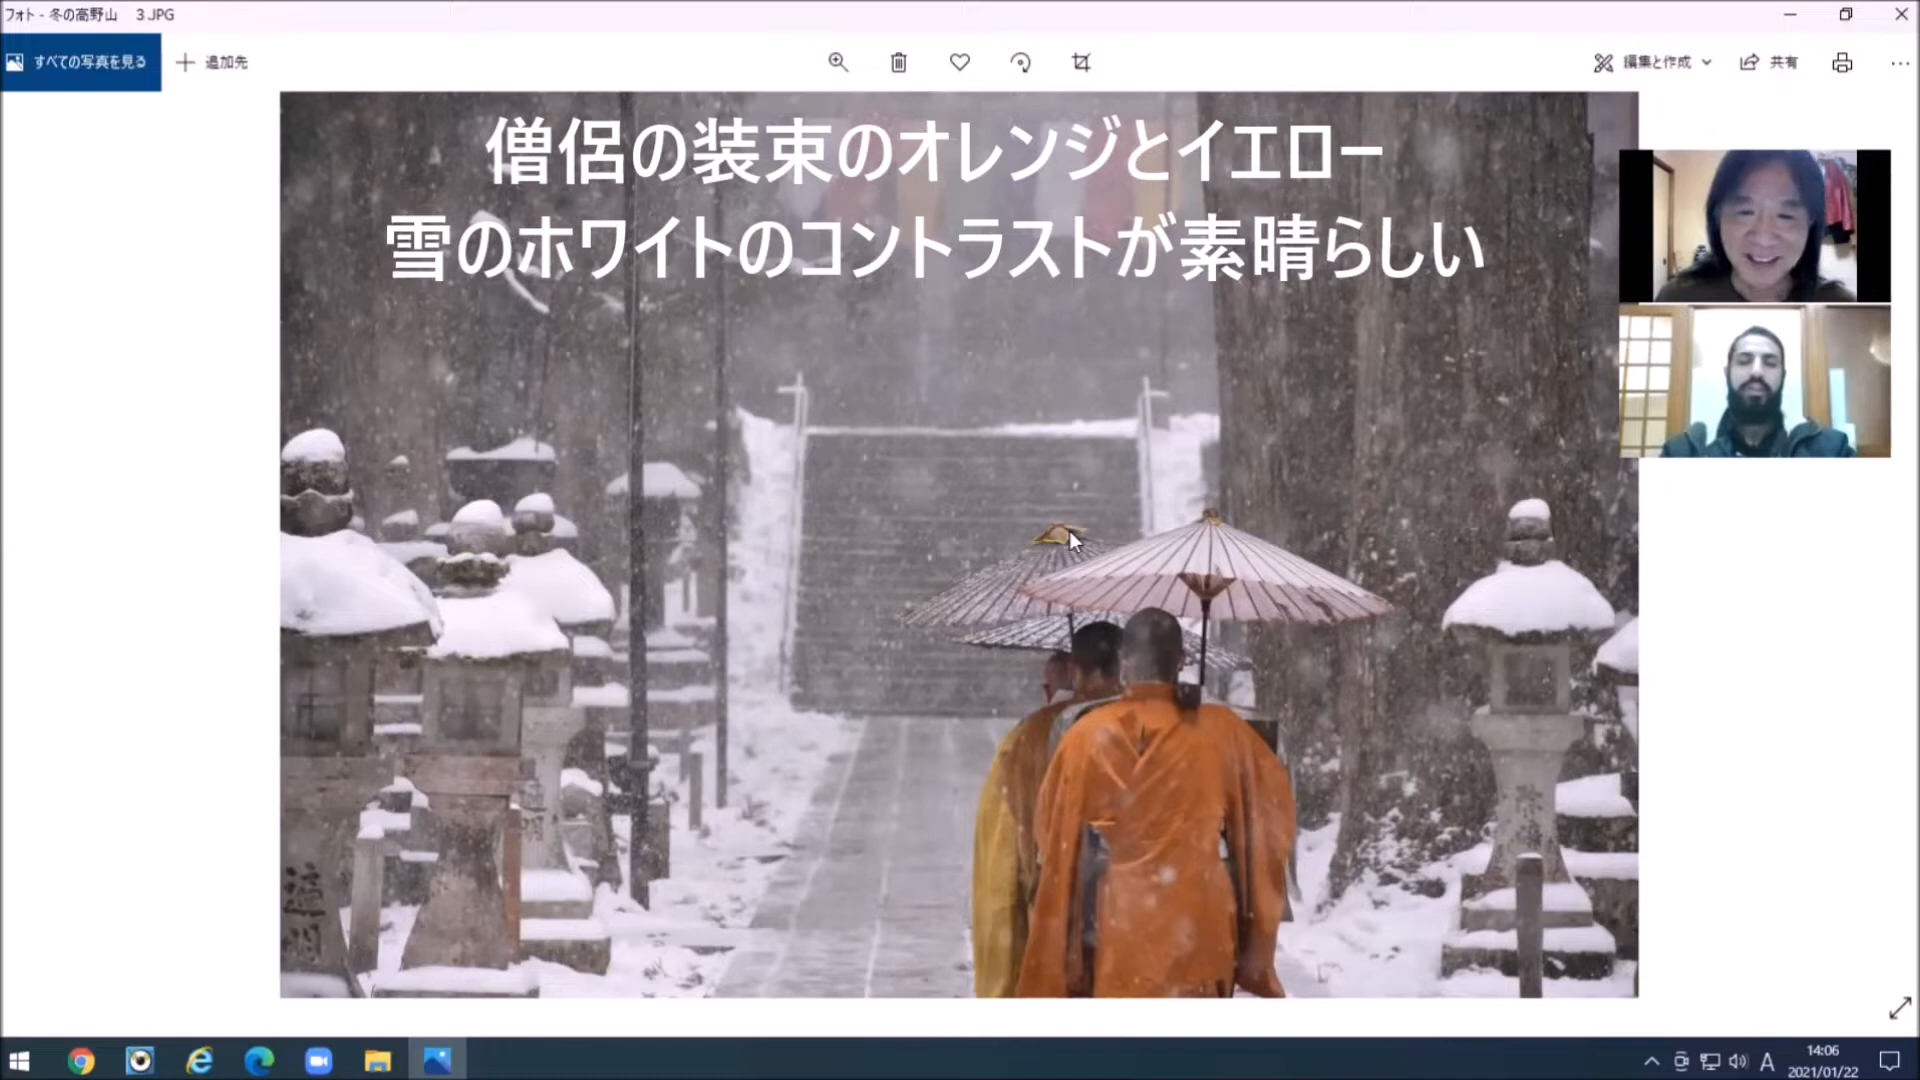 フォト - 冬の高野山　3.JPG
すべての写真を見る
追加先
編集と作成
共有
僧侶の装束のオレンジとイエロー
雪のホワイトのコントラストが素晴らしい
A
14:06
2021/01/22